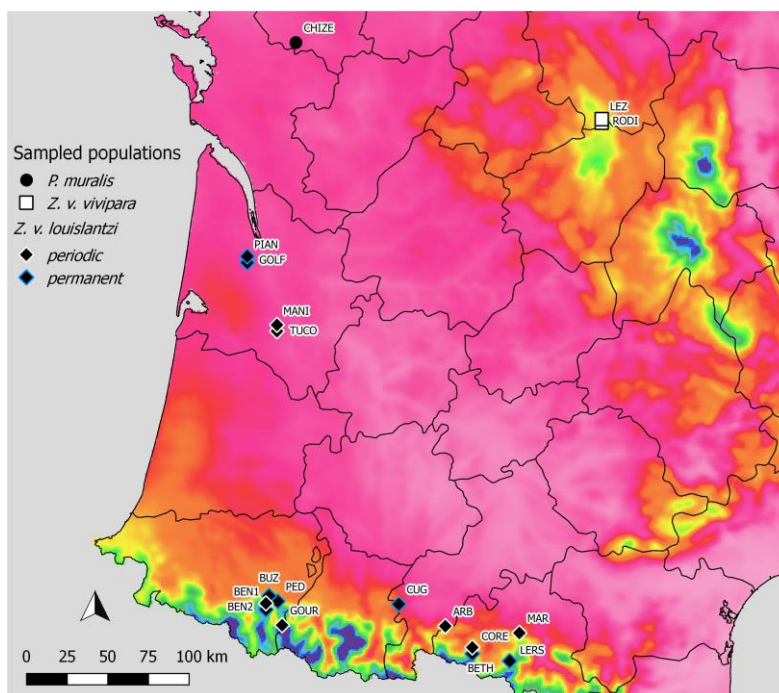 CHIZE
LEZ
RODI
Sampled populations
P. muralis
Z. v. vivipara
Z. v. louislantzi
periodic
permanent
PIAN
GOLF
MANI
TUCO
BUZ
BEN1
PED
BEN2
GOUR
CUG
ARB
MAR
CORE
LERS
BETH
0 25 50 75 100 km